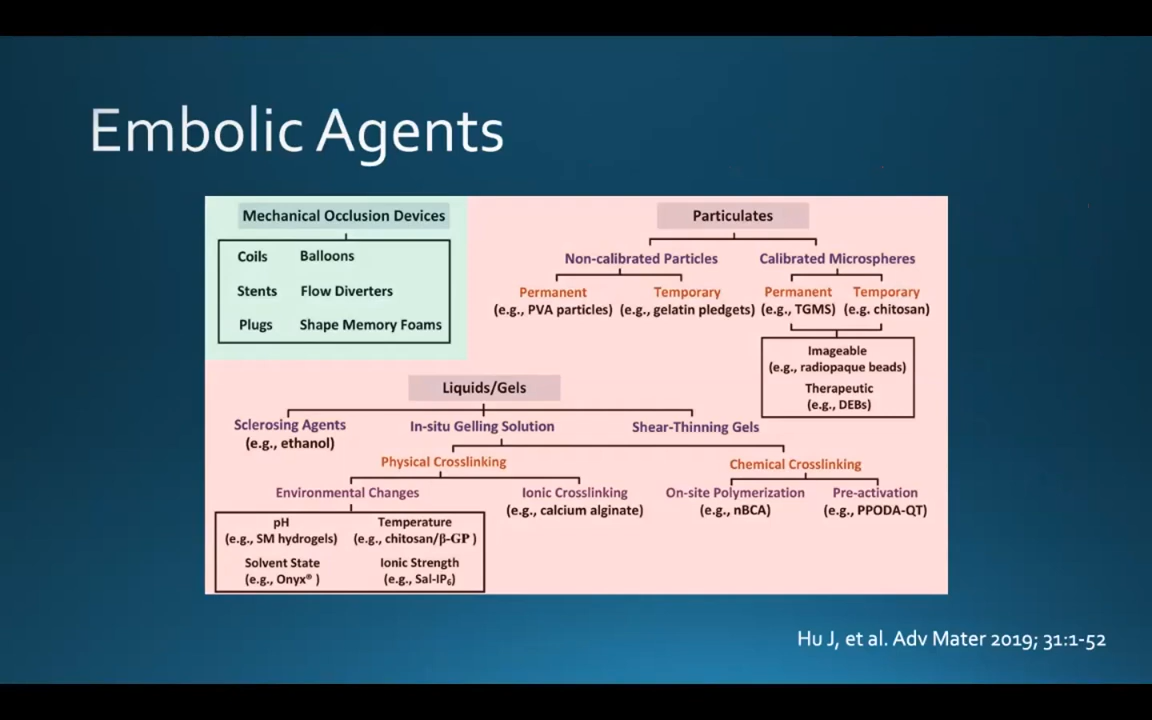 Embolic Agents
Mechanical Occlusion Devices
Coils Balloons
Stents Flow Diverters
Plugs Shape Memory Foams
Particulates
Non-calibrated Particles Calibrated Microspheres
Permanent Temporary Permanent Temporary
(e.g., PVA particles) (e.g., gelatin pledgets) (e.g., TGMS) (e.g. chitosan)
Imageable
(e.g., radiopaque beads)
Therapeutic
(e.g., DEBs)
Liquids/Gels
Sclerosing Agents In-situ Gelling Solution Shear-Thinning Gels
(e.g., ethanol)
Physical Crosslinking Chemical Crosslinking
Environmental Changes Ionic Crosslinking On-site Polymerization Pre-activation
(e.g., calcium alginate) (e.g., nBCA) (e.g., PPODA-QT)
pH Temperature
(e.g., SM hydrogels) (e.g., chitosan/β-GP )
Solvent State Ionic Strength
(e.g., Onyx® ) (e.g., Sal-IP₆)
Hu J, et al. Adv Mater 2019; 31:1-52